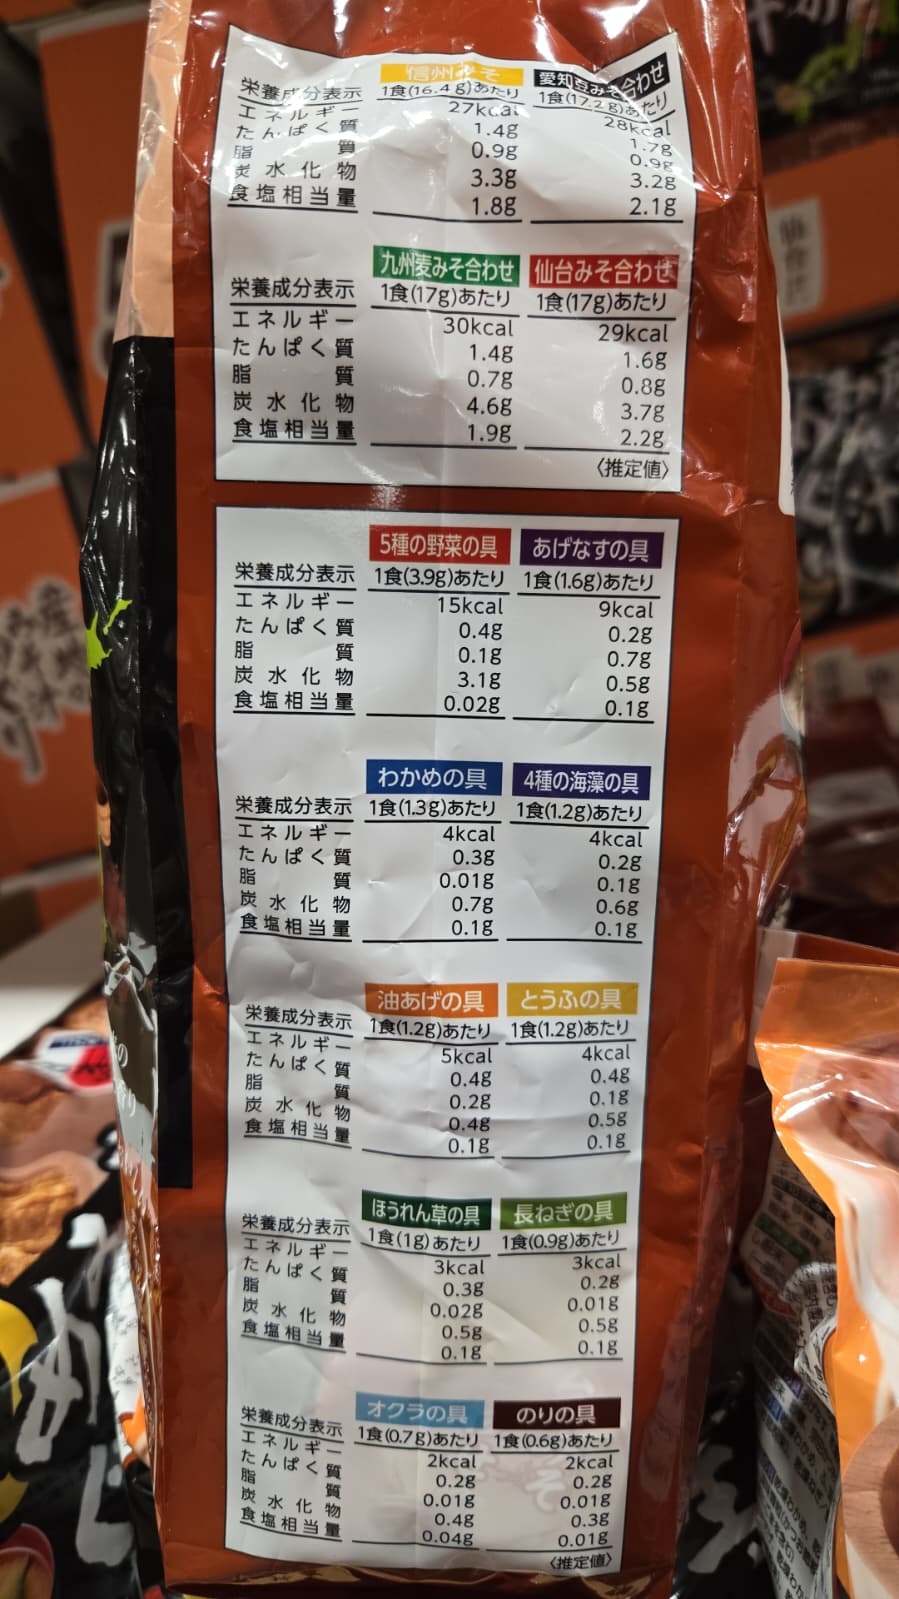 信州みそ 愛知豆みそ合わせ
栄養成分表示 1食(16.4g)あたり 1食(17.2g)あたり
エネルギー 27kcal 28kcal
たんぱく質 1.4g 1.7g
脂質 0.9g 0.9g
炭水化物 3.3g 3.2g
食塩相当量 1.8g 2.1g
九州麦みそ合わせ 仙台みそ合わせ
栄養成分表示 1食(17g)あたり 1食(17g)あたり
エネルギー 30kcal 29kcal
たんぱく質 1.4g 1.6g
脂質 0.7g 0.8g
炭水化物 4.6g 3.7g
食塩相当量 1.9g 2.2g
〈推定値〉
5種の野菜の具 あげなすの具
栄養成分表示 1食(3.9g)あたり 1食(1.6g)あたり
エネルギー 15kcal 9kcal
たんぱく質 0.4g 0.2g
脂質 0.1g 0.7g
炭水化物 3.1g 0.5g
食塩相当量 0.02g 0.1g
わかめの具 4種の海藻の具
栄養成分表示 1食(1.3g)あたり 1食(1.2g)あたり
エネルギー 4kcal 4kcal
たんぱく質 0.3g 0.2g
脂質 0.01g 0.1g
炭水化物 0.7g 0.6g
食塩相当量 0.1g 0.1g
油あげの具 とうふの具
栄養成分表示 1食(1.2g)あたり 1食(1.2g)あたり
エネルギー 5kcal 4kcal
たんぱく質 0.4g 0.4g
脂質 0.2g 0.1g
炭水化物 0.4g 0.5g
食塩相当量 0.1g 0.1g
ほうれん草の具 長ねぎの具
栄養成分表示 1食(1g)あたり 1食(0.9g)あたり
エネルギー 3kcal 3kcal
たんぱく質 0.3g 0.2g
脂質 0.02g 0.01g
炭水化物 0.5g 0.5g
食塩相当量 0.1g 0.1g
オクラの具 のりの具
栄養成分表示 1食(0.7g)あたり 1食(0.6g)あたり
エネルギー 2kcal 2kcal
たんぱく質 0.2g 0.2g
脂質 0.01g 0.01g
炭水化物 0.4g 0.3g
食塩相当量 0.04g 0.01g
〈推定値〉